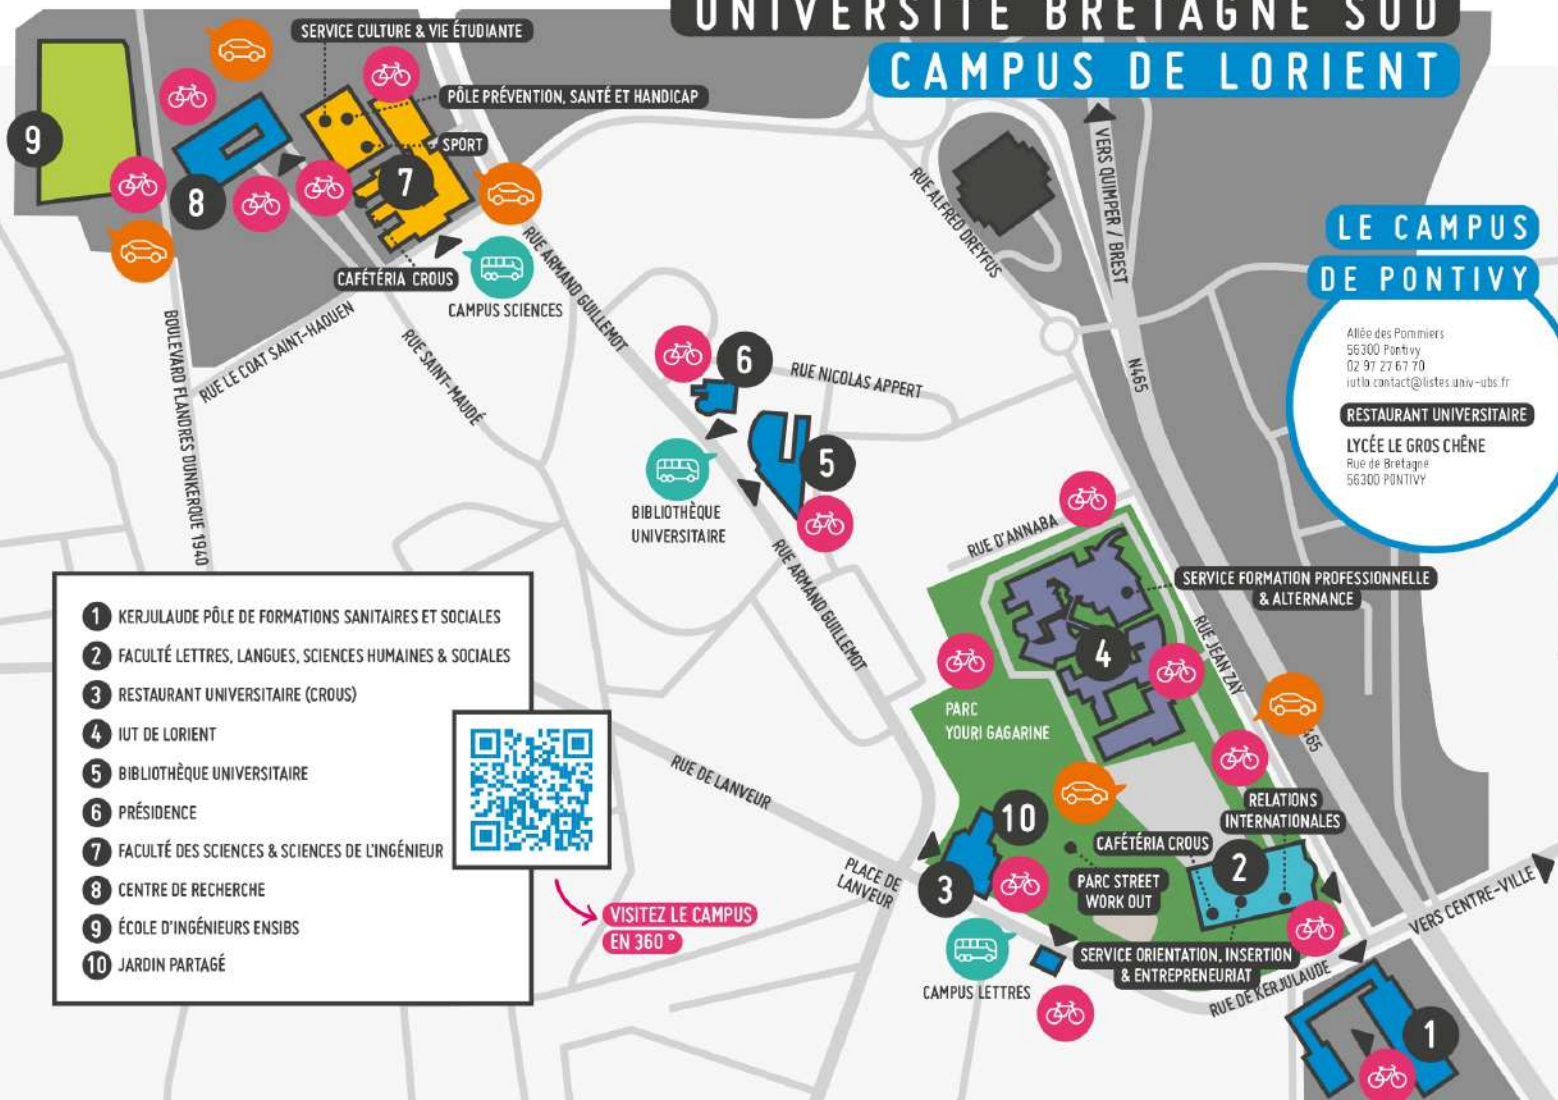 UNIVERSITÉ BRETAGNE SUD
CAMPUS DE LORIENT
SERVICE CULTURE & VIE ÉTUDIANTE
PÔLE PRÉVENTION, SANTÉ ET HANDICAP
SPORT
9
8
7
CAFÉTÉRIA CROUS
CAMPUS SCIENCES
RUE ARMAND GUILLEMOT
RUE LE COAT SAINT-HAOUEN
RUE SAINT-MAUDÉ
BOULEVARD FLANDRES DUNKERQUE 1940
RUE ALFRED DREYFUS
VERS QUIMPER / BREST
N465
LE CAMPUS
DE PONTIVY
Allée des Pommiers
56300 Pontivy
02 97 27 67 70
iutlo.contact@listes.univ-ubs.fr
RESTAURANT UNIVERSITAIRE
LYCÉE LE GROS CHÊNE
Rue de Bretagne
56300 PONTIVY
6
RUE NICOLAS APPERT
5
BIBLIOTHÈQUE
UNIVERSITAIRE
RUE ARMAND GUILLEMOT
RUE D'ANNABA
SERVICE FORMATION PROFESSIONNELLE
& ALTERNANCE
4
RUE JEAN ZAY
PARC
YOURI GAGARINE
465
RUE DE LANVEUR
PLACE DE
LANVEUR
10
3
CAFÉTÉRIA CROUS
RELATIONS
INTERNATIONALES
2
PARC STREET
WORK OUT
SERVICE ORIENTATION, INSERTION
& ENTREPRENEURIAT
CAMPUS LETTRES
RUE DE KERJULAUDE
VERS CENTRE-VILLE
1
1 KERJULAUDE PÔLE DE FORMATIONS SANITAIRES ET SOCIALES
2 FACULTÉ LETTRES, LANGUES, SCIENCES HUMAINES & SOCIALES
3 RESTAURANT UNIVERSITAIRE (CROUS)
4 IUT DE LORIENT
5 BIBLIOTHÈQUE UNIVERSITAIRE
6 PRÉSIDENCE
7 FACULTÉ DES SCIENCES & SCIENCES DE L'INGÉNIEUR
8 CENTRE DE RECHERCHE
9 ÉCOLE D'INGÉNIEURS ENSIBS
10 JARDIN PARTAGÉ
VISITEZ LE CAMPUS
EN 360 °